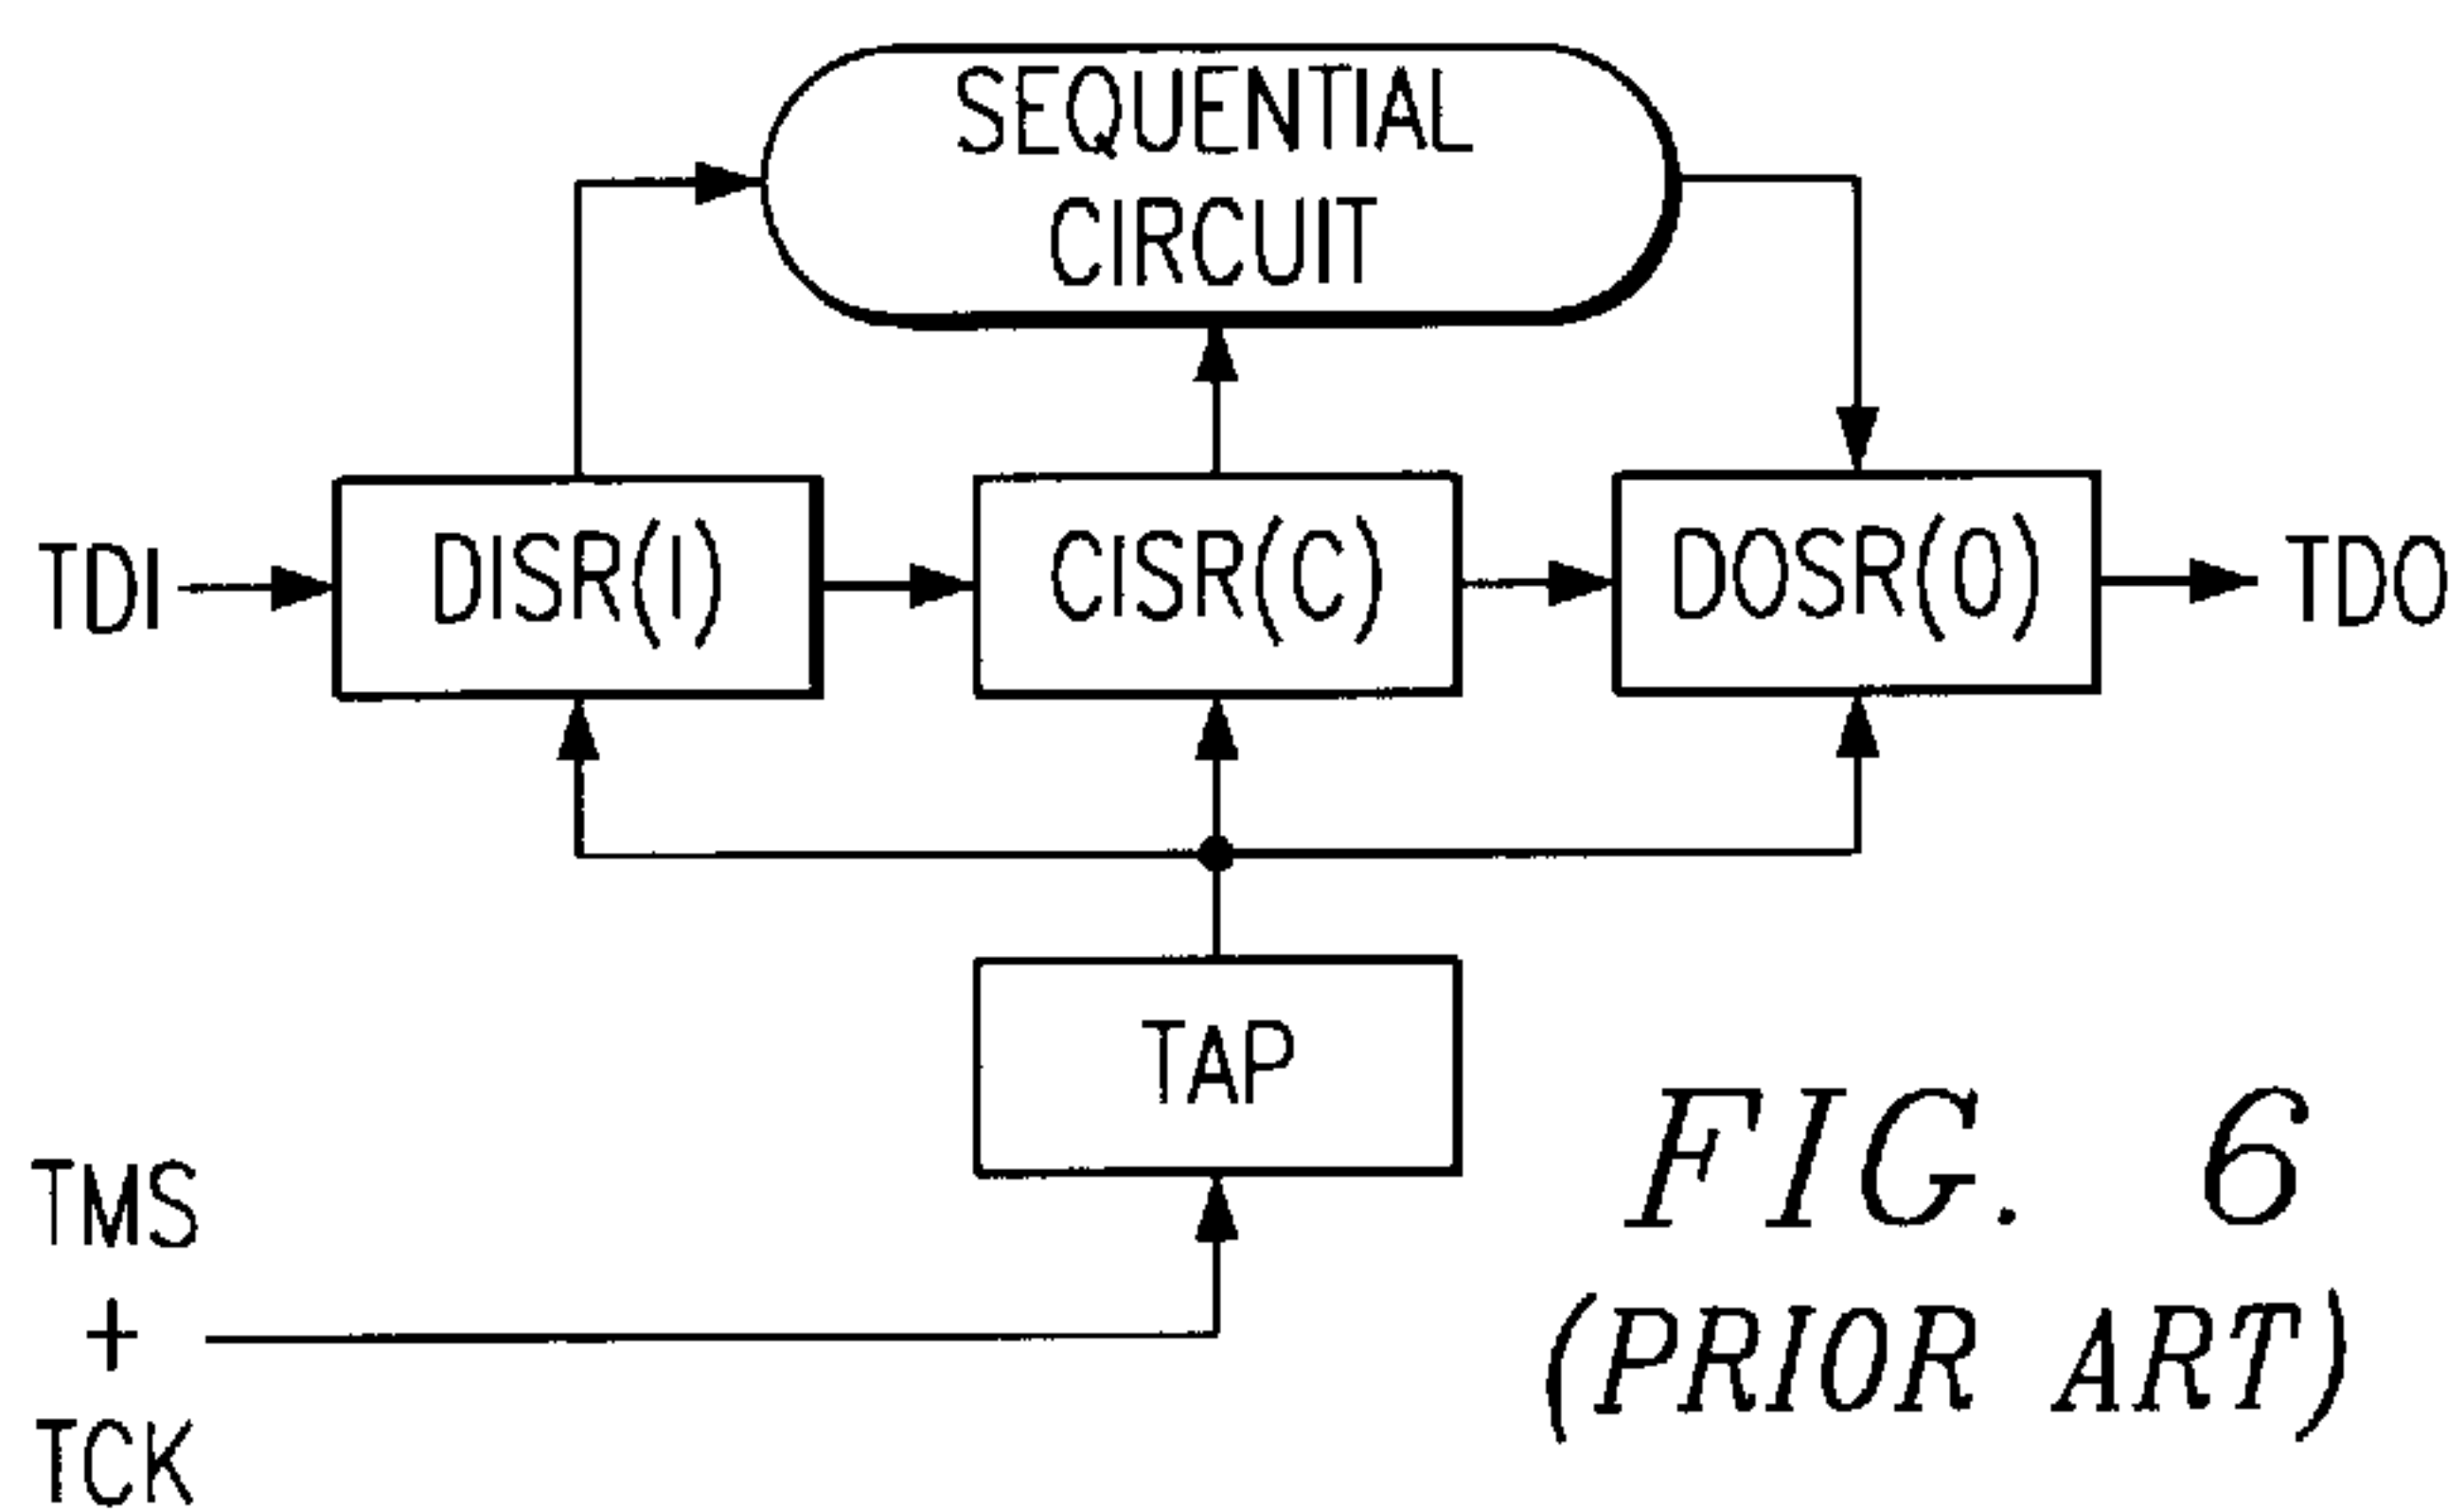 SEQUENTIAL
CIRCUIT
TDI
DISR(I)
CISR(C)
DOSR(O)
TDO
TAP
TMS
+
TCK
FIG. 6
(PRIOR ART)